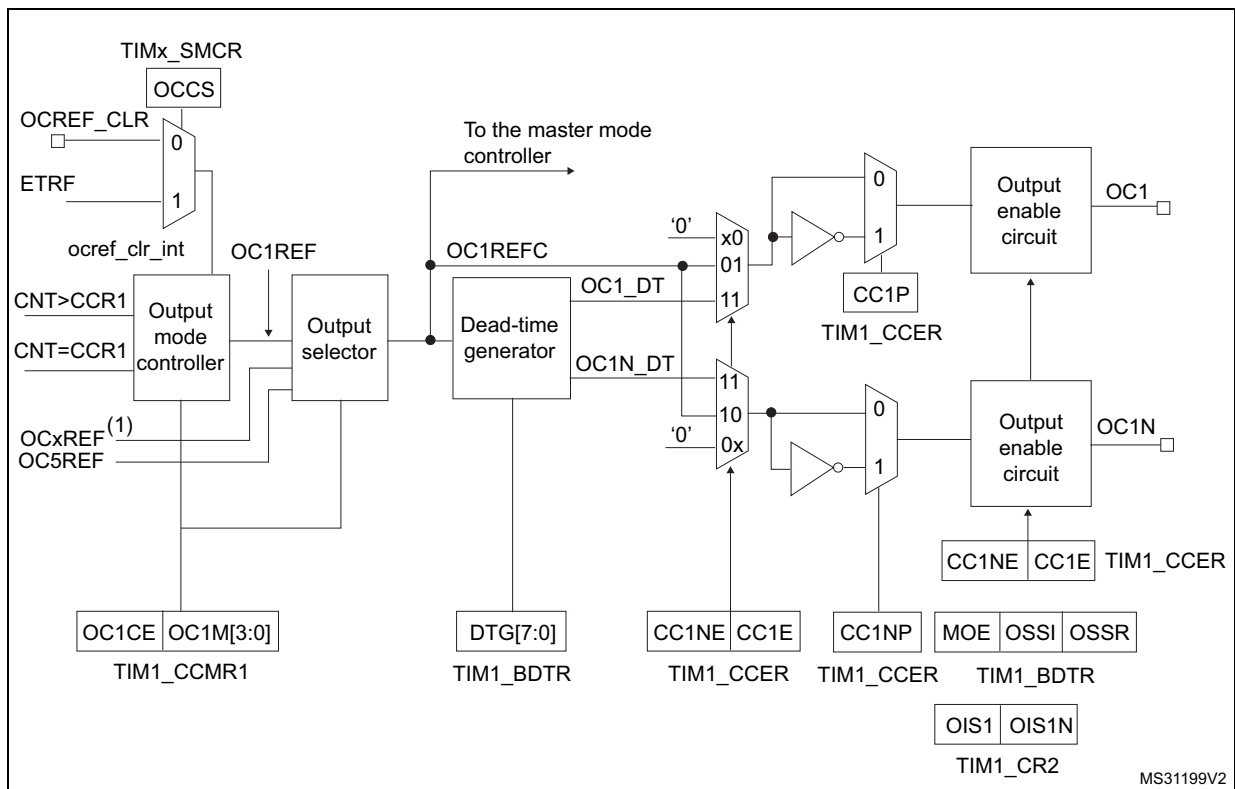 TIMx_SMCR
OCCS
OCREF_CLR
0
ETRF
1
ocref_clr_int
To the master mode
controller
OC1REF
OC1REFC
CNT>CCR1
CNT=CCR1
Output
mode
controller
Output
selector
Dead-time
generator
OC1_DT
OC1N_DT
OCxREF(1)
OC5REF
‘0’
x0
01
11
11
10
‘0’
0x
0
1
CC1P
TIM1_CCER
Output
enable
circuit
OC1
0
1
Output
enable
circuit
OC1N
CC1NE
CC1E
TIM1_CCER
OC1CE
OC1M[3:0]
TIM1_CCMR1
DTG[7:0]
TIM1_BDTR
CC1NE
CC1E
TIM1_CCER
CC1NP
TIM1_CCER
MOE
OSSI
OSSR
TIM1_BDTR
OIS1
OIS1N
TIM1_CR2
MS31199V2